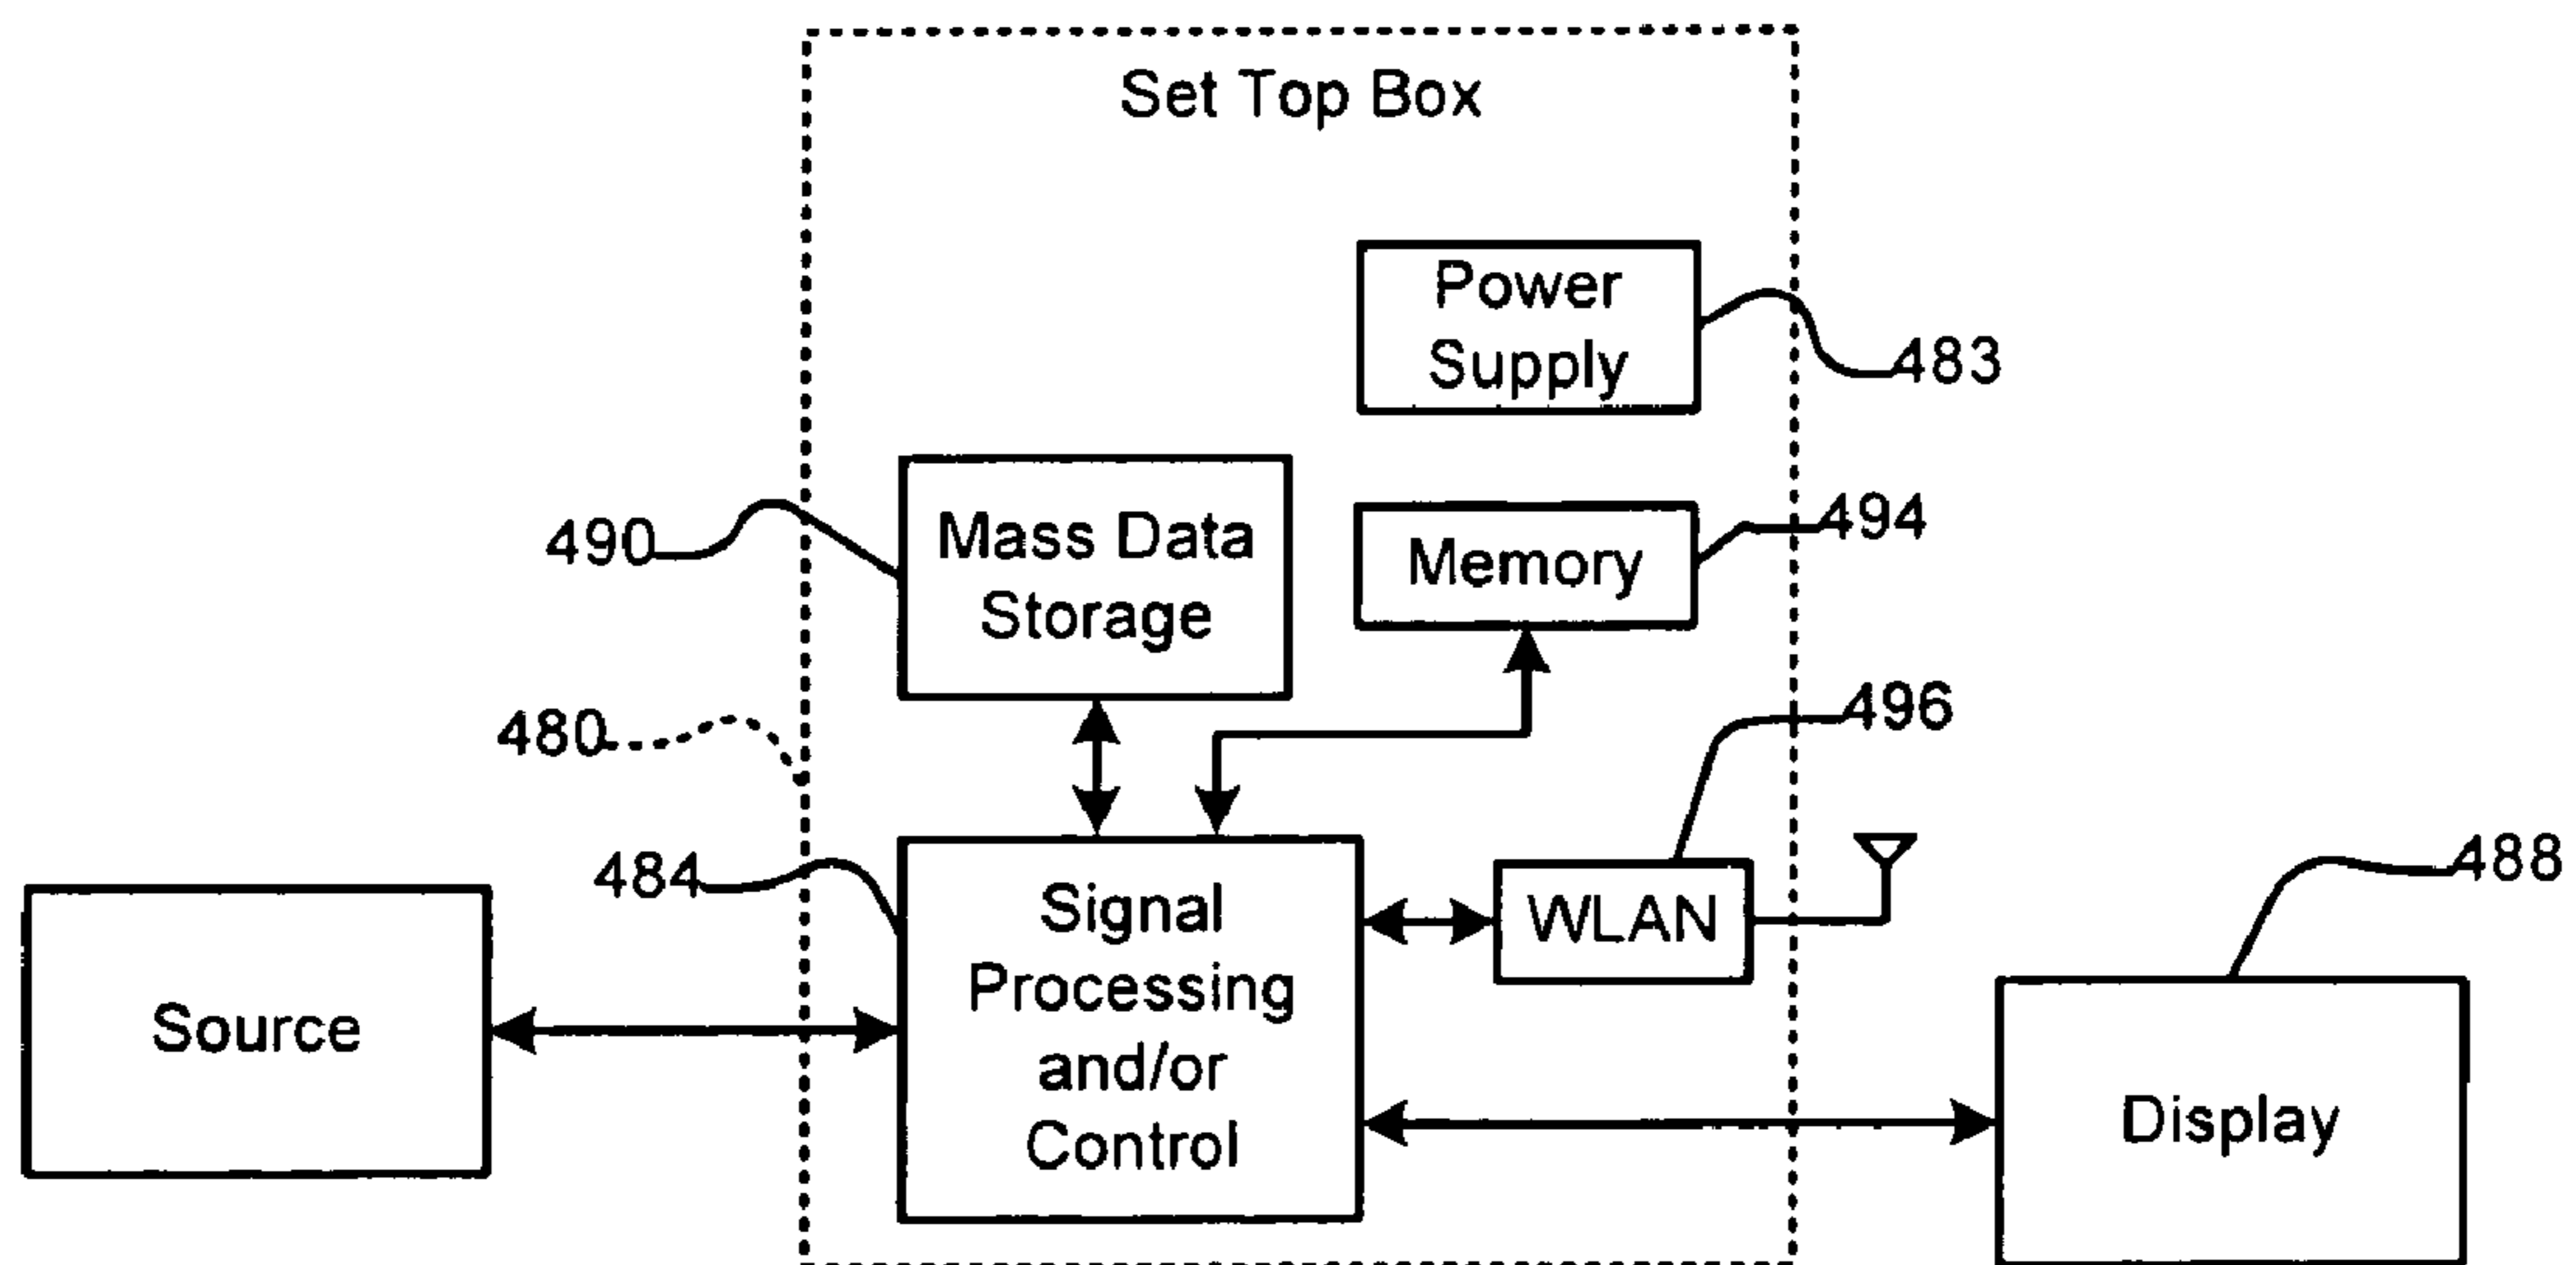 Set Top Box
Power
Supply
483
490
Mass Data
Storage
Memory
494
480
496
484
Signal
Processing
and/or
Control
WLAN
488
Source
Display